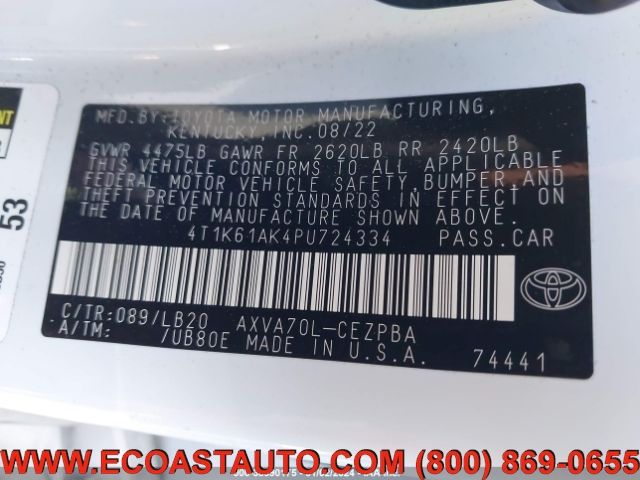 MFD.BY:TOYOTA MOTOR MANUFACTURING,
KENTUCKY, INC. 08/22
GVWR 4475LB GAWR FR 2620LB RR 2420LB
THIS VEHICLE CONFORMS TO ALL APPLICABLE
FEDERAL MOTOR VEHICLE SAFETY, BUMPER, AND
THEFT PREVENTION STANDARDS IN EFFECT ON
THE DATE OF MANUFACTURE SHOWN ABOVE.
4T1K61AK4PU724334 PASS.CAR
C/TR:089/LB20 AXVA70L-CEZPBA
A/TM: /UB80E MADE IN U.S.A.
74441
TOYOTA
53
WWW.ECOASTAUTO.COM (800) 869-0655